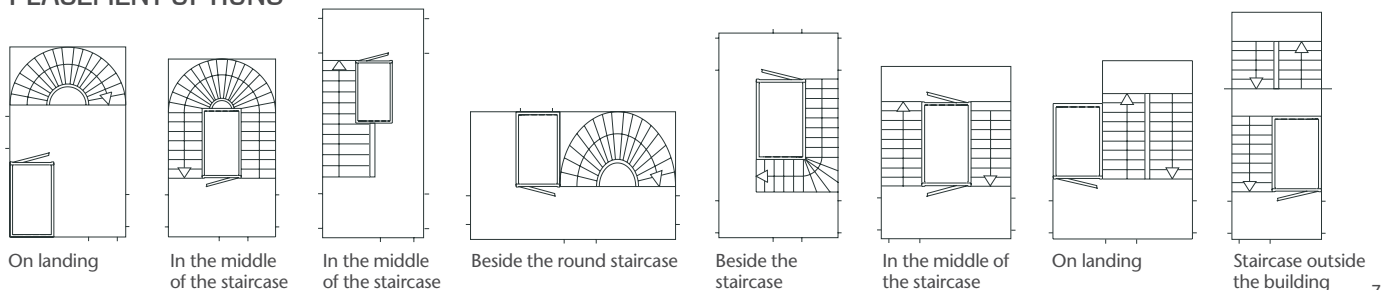 PLACEMENT OPTIONS
On landing
In the middle
of the staircase
In the middle
of the staircase
Beside the round staircase
Beside the
staircase
In the middle of
the staircase
On landing
Staircase outside
the building
7